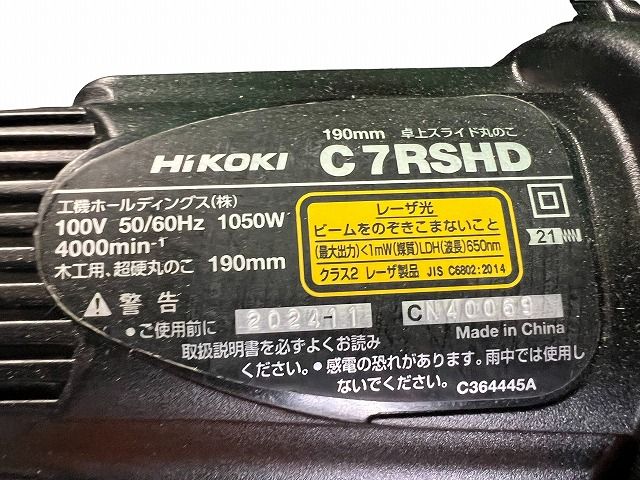 190mm 卓上スライド丸のこ
HiKOKI C7RSHD
工機ホールディングス(株)
100V 50/60Hz 1050W
4000min-1
木工用、超硬丸のこ 190mm
レーザ光
ビームをのぞきこまないこと
(最大出力)<1mW(媒質)LDH(波長)650nm
クラス2 レーザ製品 JIS C6802:2014
21
警告
2024-1 CN40069
Made in China
•ご使用前に
取扱説明書を必ずよくお読み
ください。•感電の恐れがあります。雨中では使用し
ないでください。 C364445A